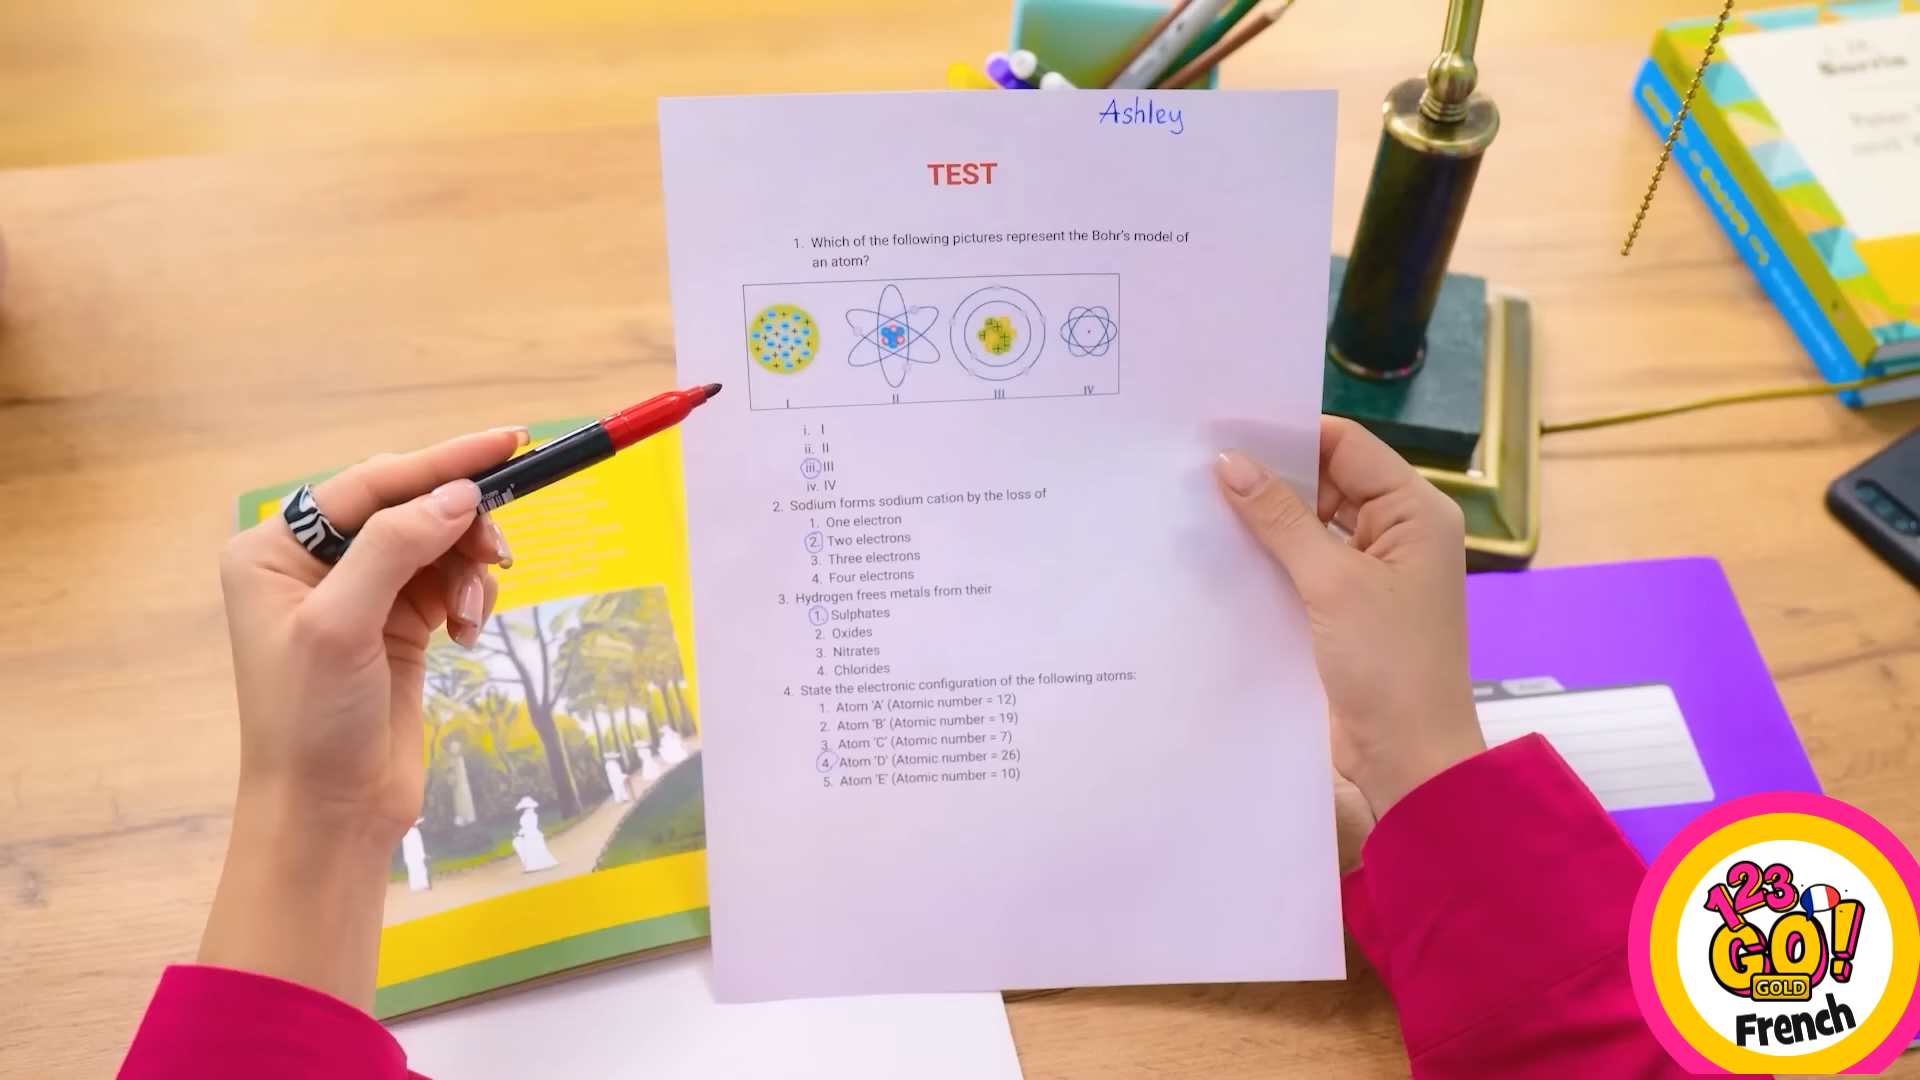 Ashley
TEST
1. Which of the following pictures represent the Bohr's model of
an atom?
I II III IV
i. I
ii. II
iii. III
iv. IV
2. Sodium forms sodium cation by the loss of
1. One electron
2. Two electrons
3. Three electrons
4. Four electrons
3. Hydrogen frees metals from their
1. Sulphates
2. Oxides
3. Nitrates
4. Chlorides
4. State the electronic configuration of the following atoms:
1. Atom 'A' (Atomic number = 12)
2. Atom 'B' (Atomic number = 19)
3. Atom 'C' (Atomic number = 7)
4. Atom 'D' (Atomic number = 26)
5. Atom 'E' (Atomic number = 10)
123
GO!
GOLD
French